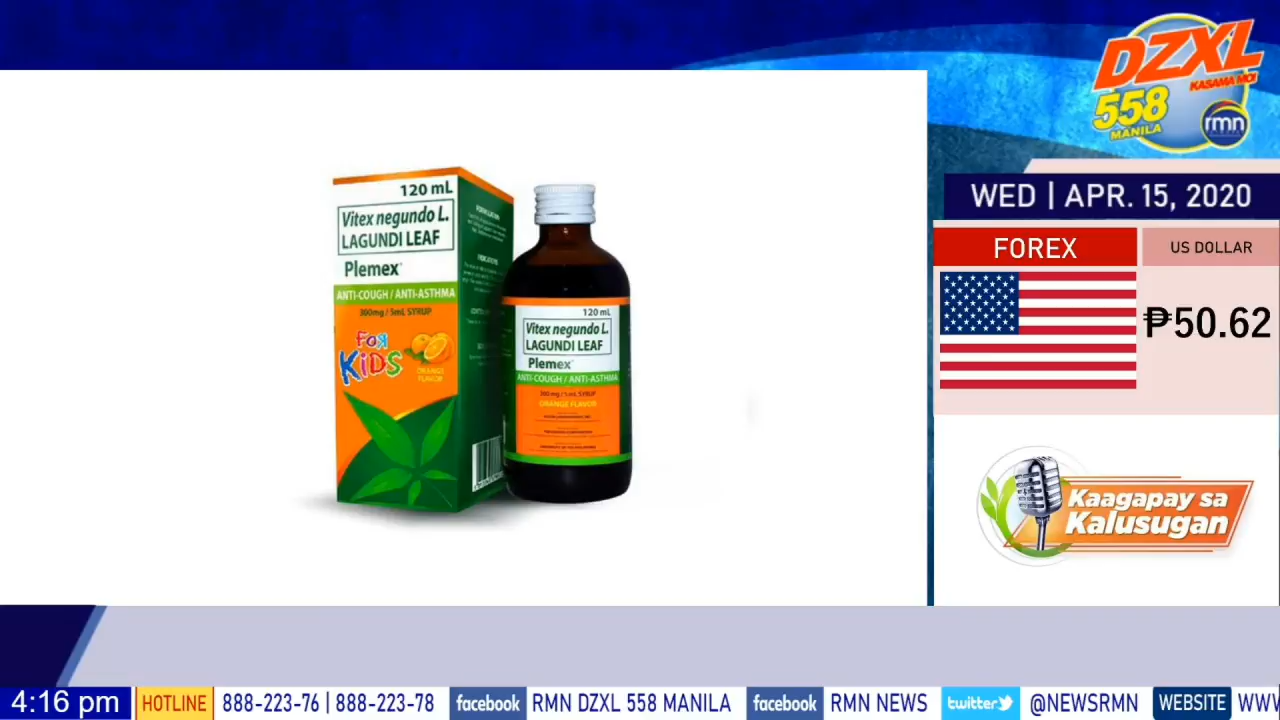 DZXL
KASAMA MO!
558
MANILA
rmn
WED | APR. 15, 2020
FOREX
US DOLLAR
₱50.62
Kaagapay sa
Kalusugan
120 mL
Vitex negundo L.
LAGUNDI LEAF
Plemex
ANTI-COUGH / ANTI-ASTHMA
300mg / 5mL SYRUP
FOR
KIDS
ORANGE
FLAVOR
120 mL
Vitex negundo L.
LAGUNDI LEAF
Plemex
ANTI-COUGH / ANTI-ASTHMA
300mg / 5mL SYRUP
ORANGE FLAVOR
4:16 pm
HOTLINE
888-223-76 | 888-223-78
facebook
RMN DZXL 558 MANILA
facebook
RMN NEWS
twitter
@NEWSRMN
WEBSITE